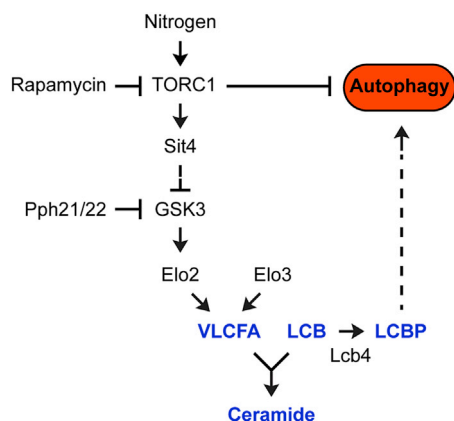 Nitrogen
Rapamycin TORC1 Autophagy
Sit4
Pph21/22 GSK3
Elo2 Elo3
VLCFA LCB LCBP
Lcb4
Ceramide